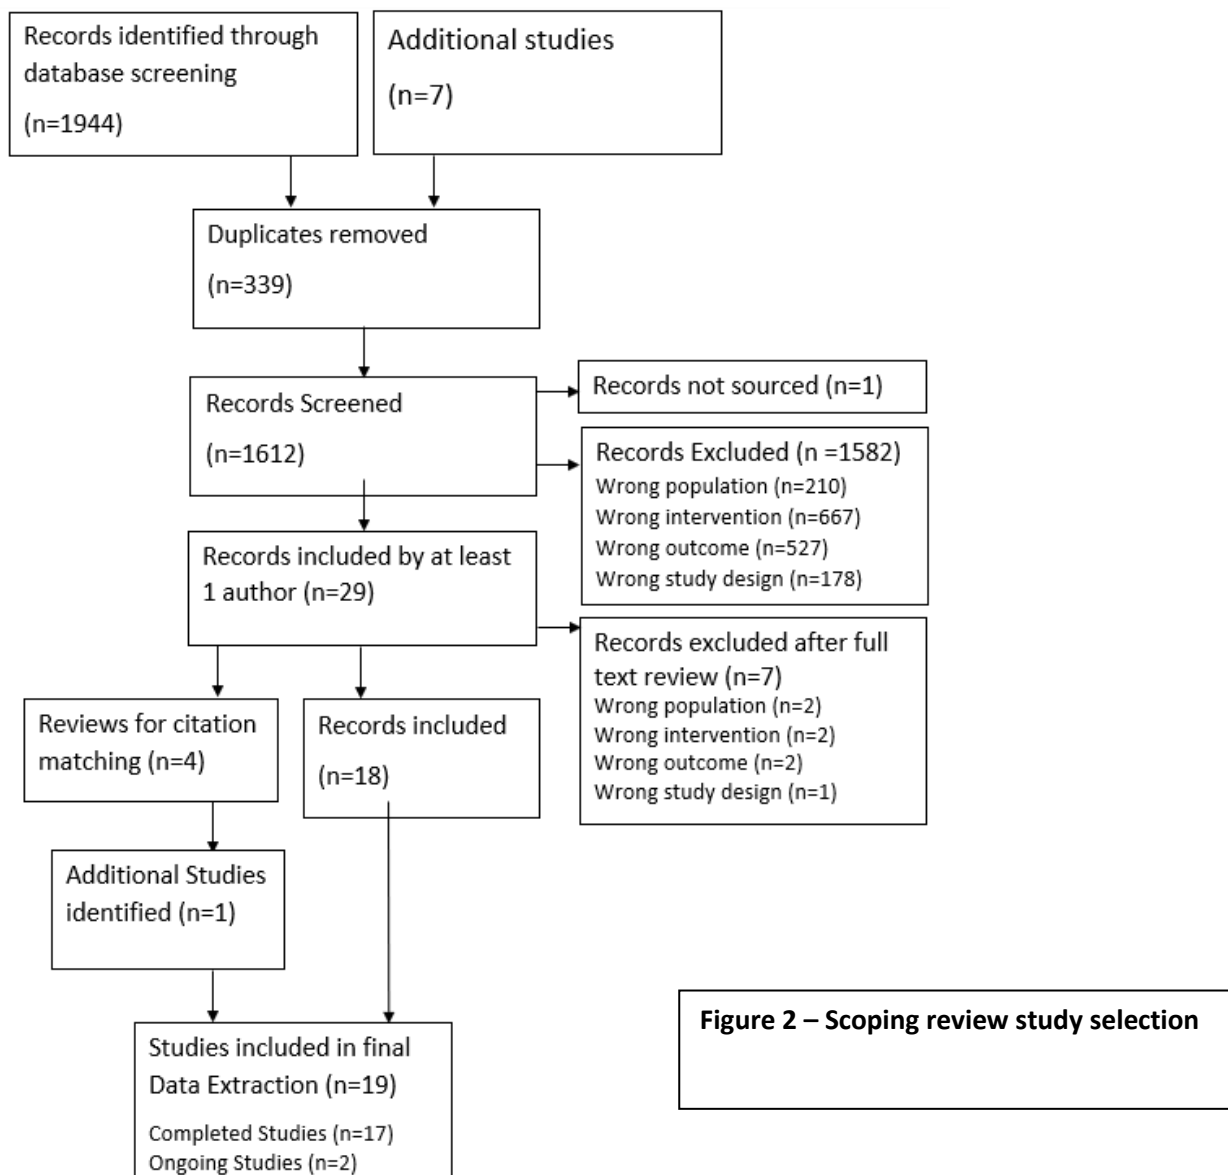 Records identified through
database screening
(n=1944)
Additional studies
(n=7)
Duplicates removed
(n=339)
Records Screened
(n=1612)
Records not sourced (n=1)
Records Excluded (n =1582)
Wrong population (n=210)
Wrong intervention (n=667)
Wrong outcome (n=527)
Wrong study design (n=178)
Records included by at least
1 author (n=29)
Records excluded after full
text review (n=7)
Wrong population (n=2)
Wrong intervention (n=2)
Wrong outcome (n=2)
Wrong study design (n=1)
Reviews for citation
matching (n=4)
Records included
(n=18)
Additional Studies
identified (n=1)
Studies included in final
Data Extraction (n=19)
Completed Studies (n=17)
Ongoing Studies (n=2)
Figure 2 – Scoping review study selection